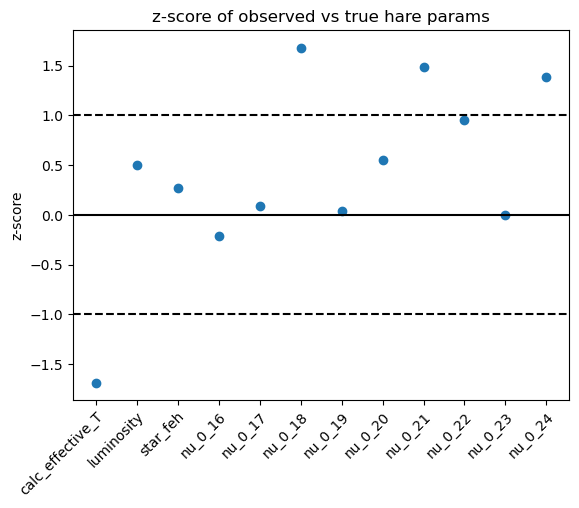 z-score of observed vs true hare params
z-score
1.5
1.0
0.5
0.0
−0.5
−1.0
−1.5
calc_effective_T
luminosity
star_feh
nu_0_16
nu_0_17
nu_0_18
nu_0_19
nu_0_20
nu_0_21
nu_0_22
nu_0_23
nu_0_24